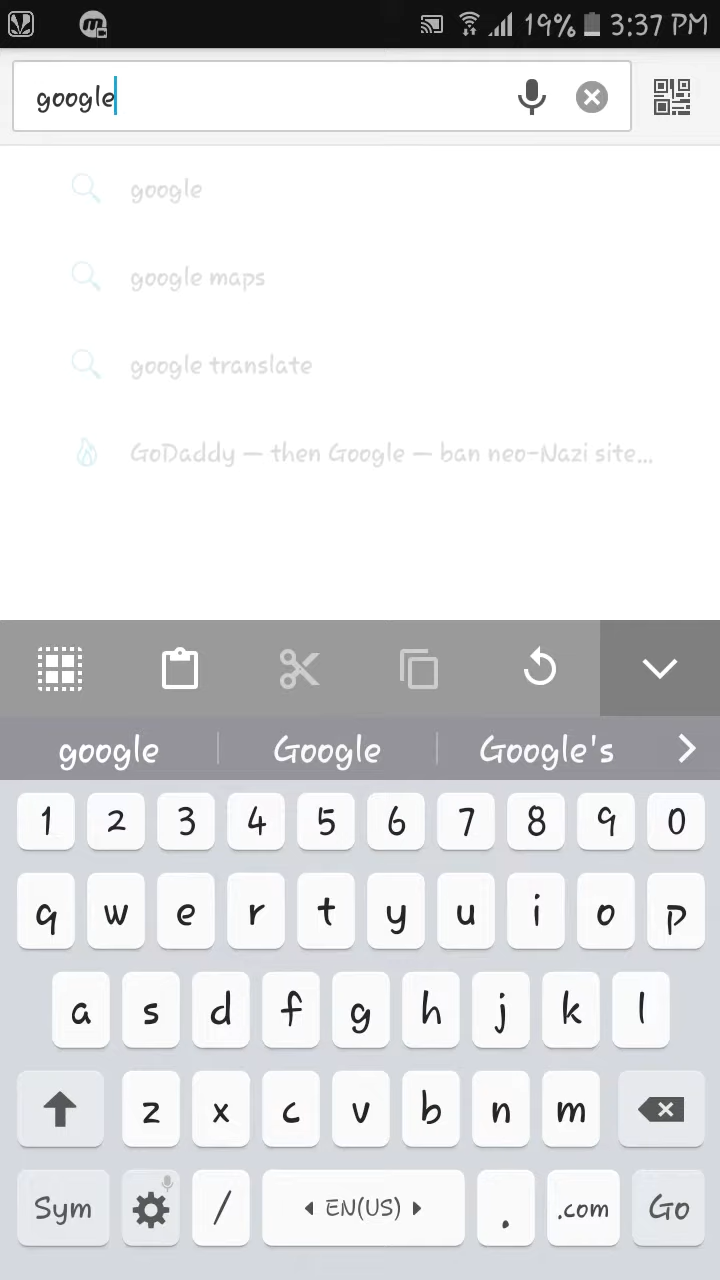 19% 3:37 PM
google
google
google maps
google translate
GoDaddy — then Google — ban neo-Nazi site...
google Google Google's
1 2 3 4 5 6 7 8 9 0
q w e r t y u i o p
a s d f g h j k l
z x c v b n m
Sym / EN(US) . .com Go